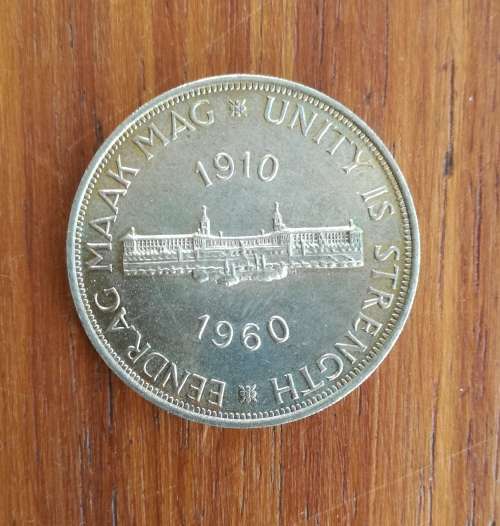 EENDRAG MAAK MAG
UNITY IS STRENGTH
1910
1960